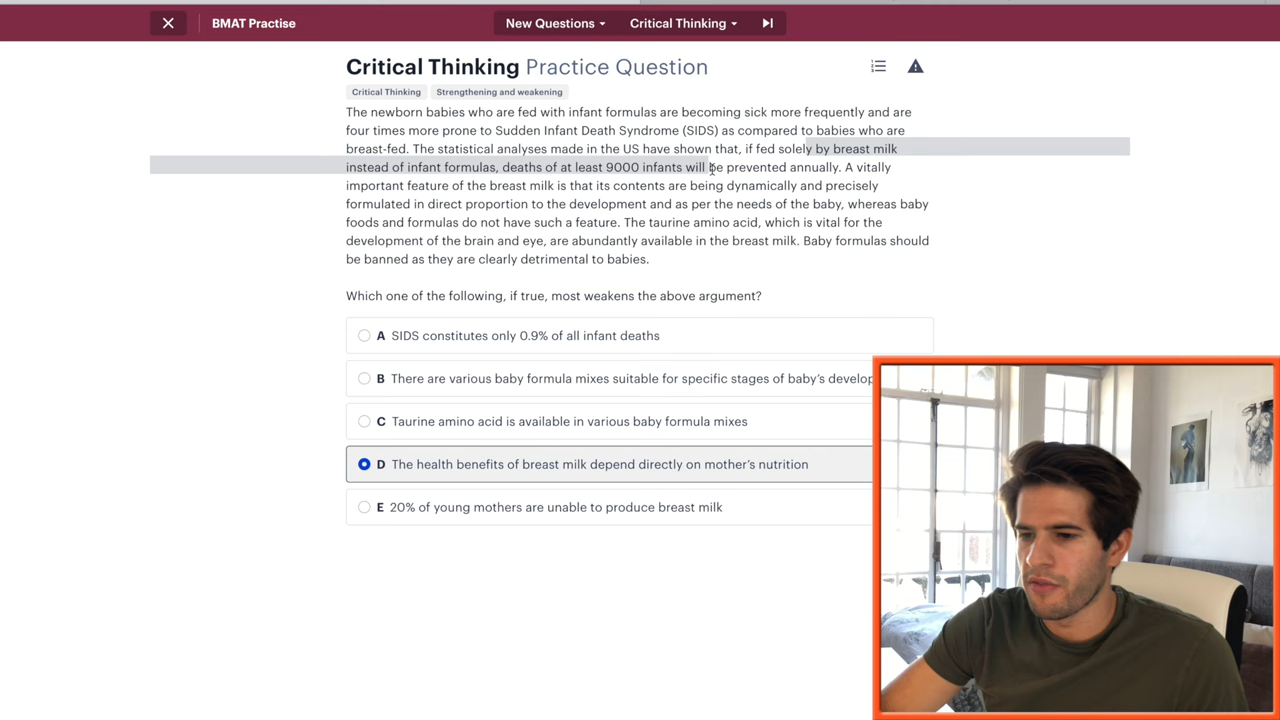 BMAT Practise
New Questions
Critical Thinking
Critical Thinking Practice Question
Critical Thinking
Strengthening and weakening
The newborn babies who are fed with infant formulas are becoming sick more frequently and are
four times more prone to Sudden Infant Death Syndrome (SIDS) as compared to babies who are
breast-fed. The statistical analyses made in the US have shown that, if fed solely by breast milk
instead of infant formulas, deaths of at least 9000 infants will be prevented annually. A vitally
important feature of the breast milk is that its contents are being dynamically and precisely
formulated in direct proportion to the development and as per the needs of the baby, whereas baby
foods and formulas do not have such a feature. The taurine amino acid, which is vital for the
development of the brain and eye, are abundantly available in the breast milk. Baby formulas should
be banned as they are clearly detrimental to babies.
Which one of the following, if true, most weakens the above argument?
A SIDS constitutes only 0.9% of all infant deaths
B There are various baby formula mixes suitable for specific stages of baby's develop
C Taurine amino acid is available in various baby formula mixes
D The health benefits of breast milk depend directly on mother's nutrition
E 20% of young mothers are unable to produce breast milk